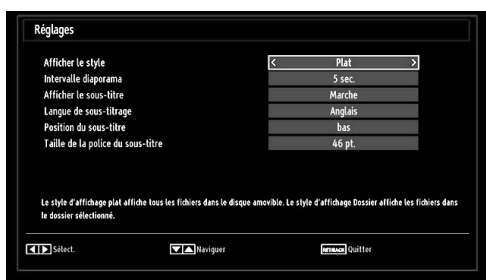 Réglages
Afficher le style < Plat >
Intervalle diaporama 5 sec.
Afficher le sous-titre Marche
Langue de sous-titrage Anglais
Position du sous-titre bas
Taille de la police du sous-titre 46 pt.
Le style d'affichage plat affiche tous les fichiers dans le disque amovible. Le style d'affichage Dossier affiche les fichiers dans
le dossier sélectionné.
Sélect. Naviguer Quitter